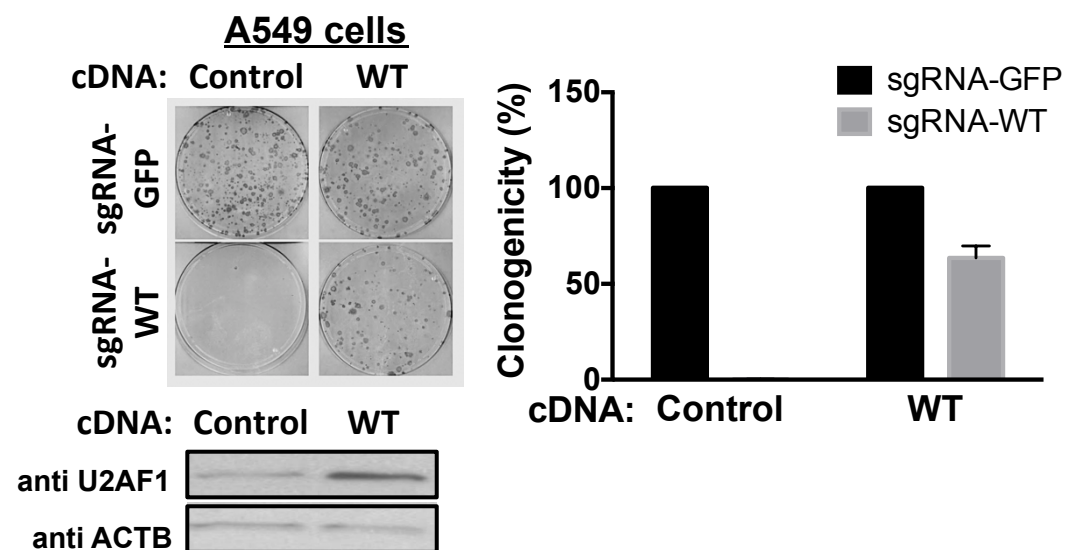 A549 cells
cDNA: Control WT
sgRNA-
GFP
sgRNA-
WT
cDNA: Control WT
anti U2AF1
anti ACTB
sgRNA-GFP
sgRNA-WT
Clonogenicity (%)
150
100
50
0
cDNA: Control WT